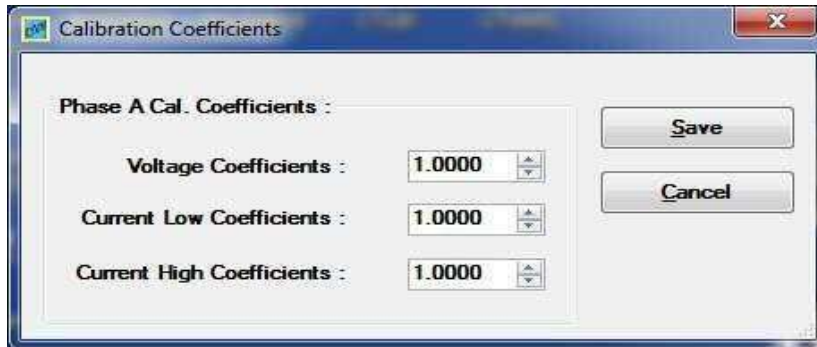 Calibration Coefficients
Phase A Cal. Coefficients :
Voltage Coefficients : 1.0000
Current Low Coefficients : 1.0000
Current High Coefficients : 1.0000
Save
Cancel